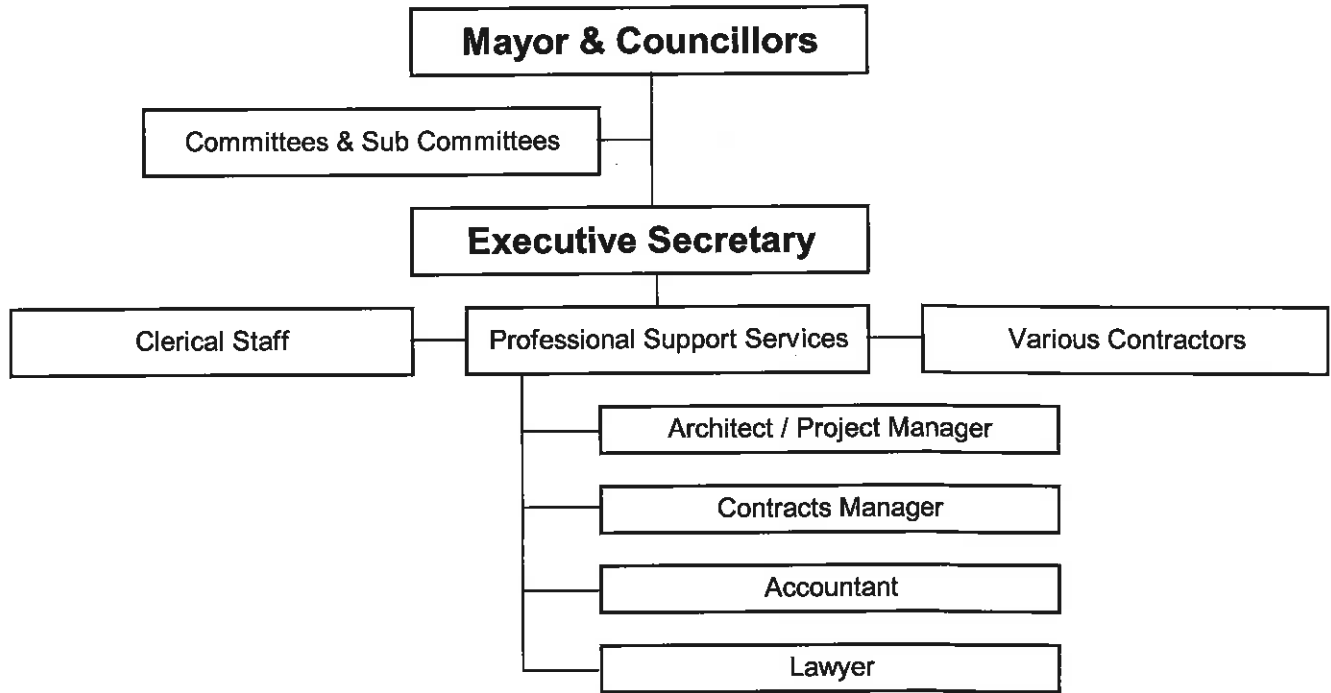 Mayor & Councillors
Committees & Sub Committees
Executive Secretary
Clerical Staff
Professional Support Services
Various Contractors
Architect / Project Manager
Contracts Manager
Accountant
Lawyer